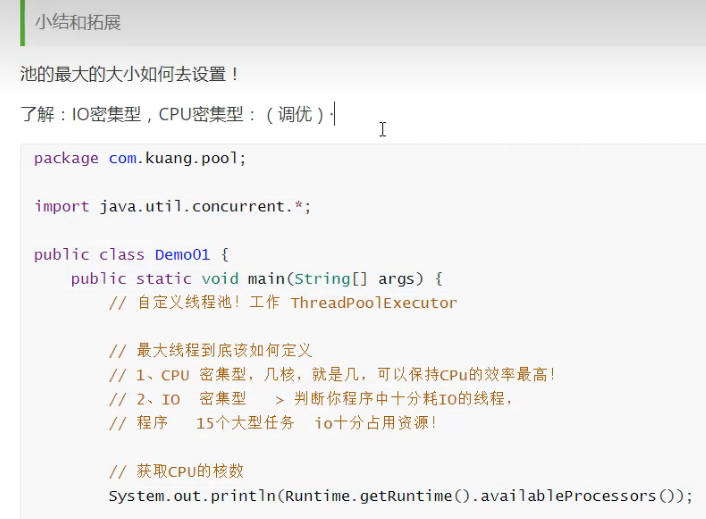 小结和拓展
池的最大的大小如何去设置！
了解：IO密集型，CPU密集型：（调优）
package com.kuang.pool;
import java.util.concurrent.*;
public class Demo01 {
public static void main(String[] args) {
// 自定义线程池！工作 ThreadPoolExecutor
// 最大线程到底该如何定义
// 1、CPU 密集型，几核，就是几，可以保持CPu的效率最高！
// 2、IO 密集型 > 判断你程序中十分耗IO的线程，
// 程序 15个大型任务 io十分占用资源！
// 获取CPU的核数
System.out.println(Runtime.getRuntime().availableProcessors());